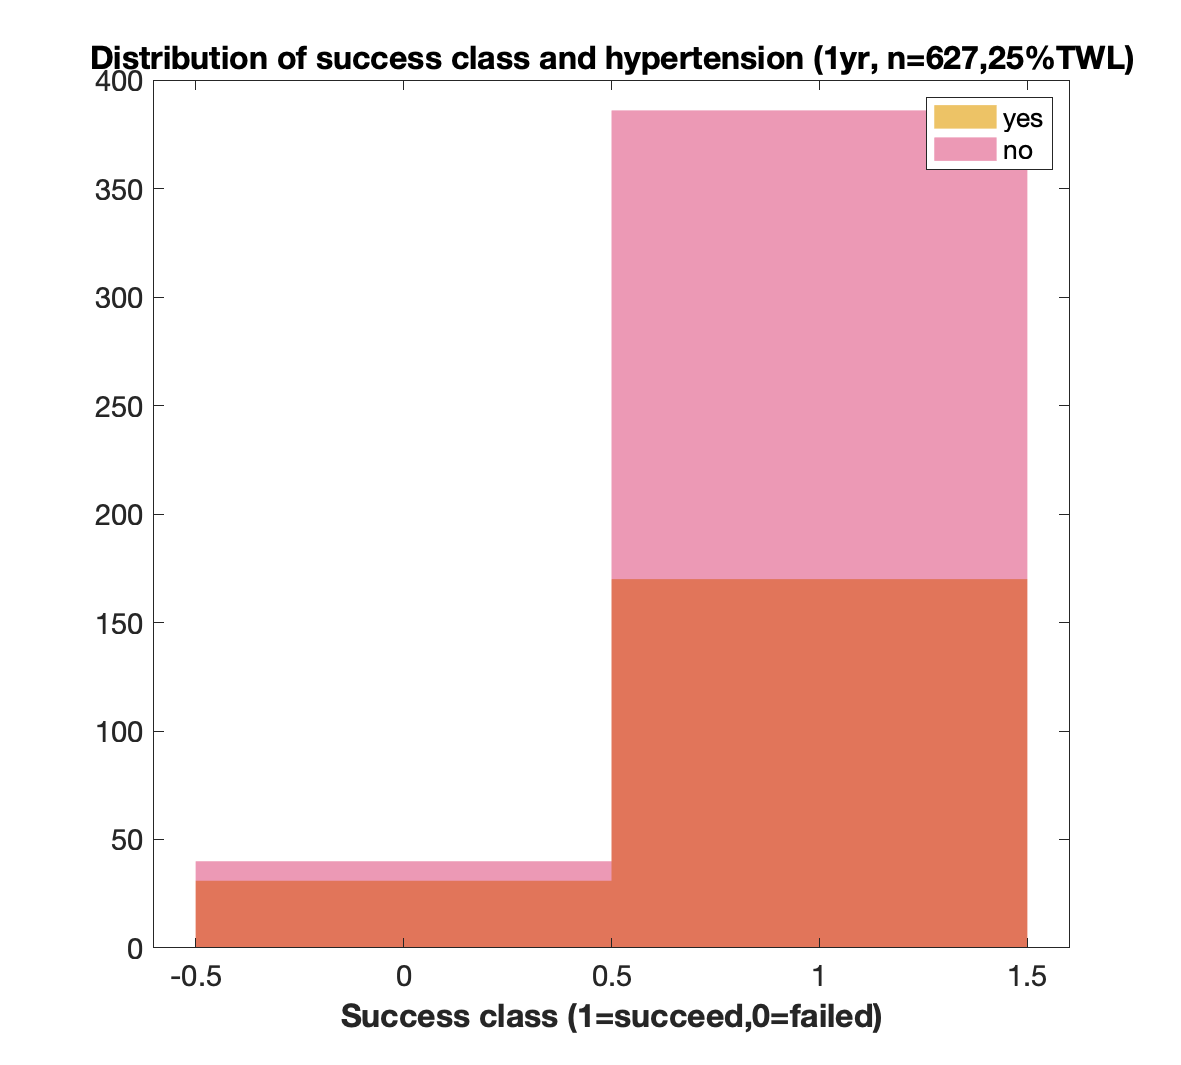 Distribution of success class and hypertension (1yr, n=627,25%TWL)
400
350
300
250
200
150
100
50
0
yes
no
-0.5 0 0.5 1 1.5
Success class (1=succeed,0=failed)